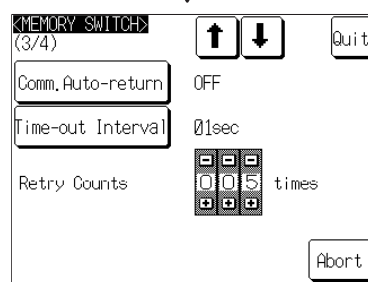 <MEMORY SWITCH>
(3/4) Quit
Comm.Auto-return OFF
Time-out Interval 01sec
Retry Counts 005 times
Abort